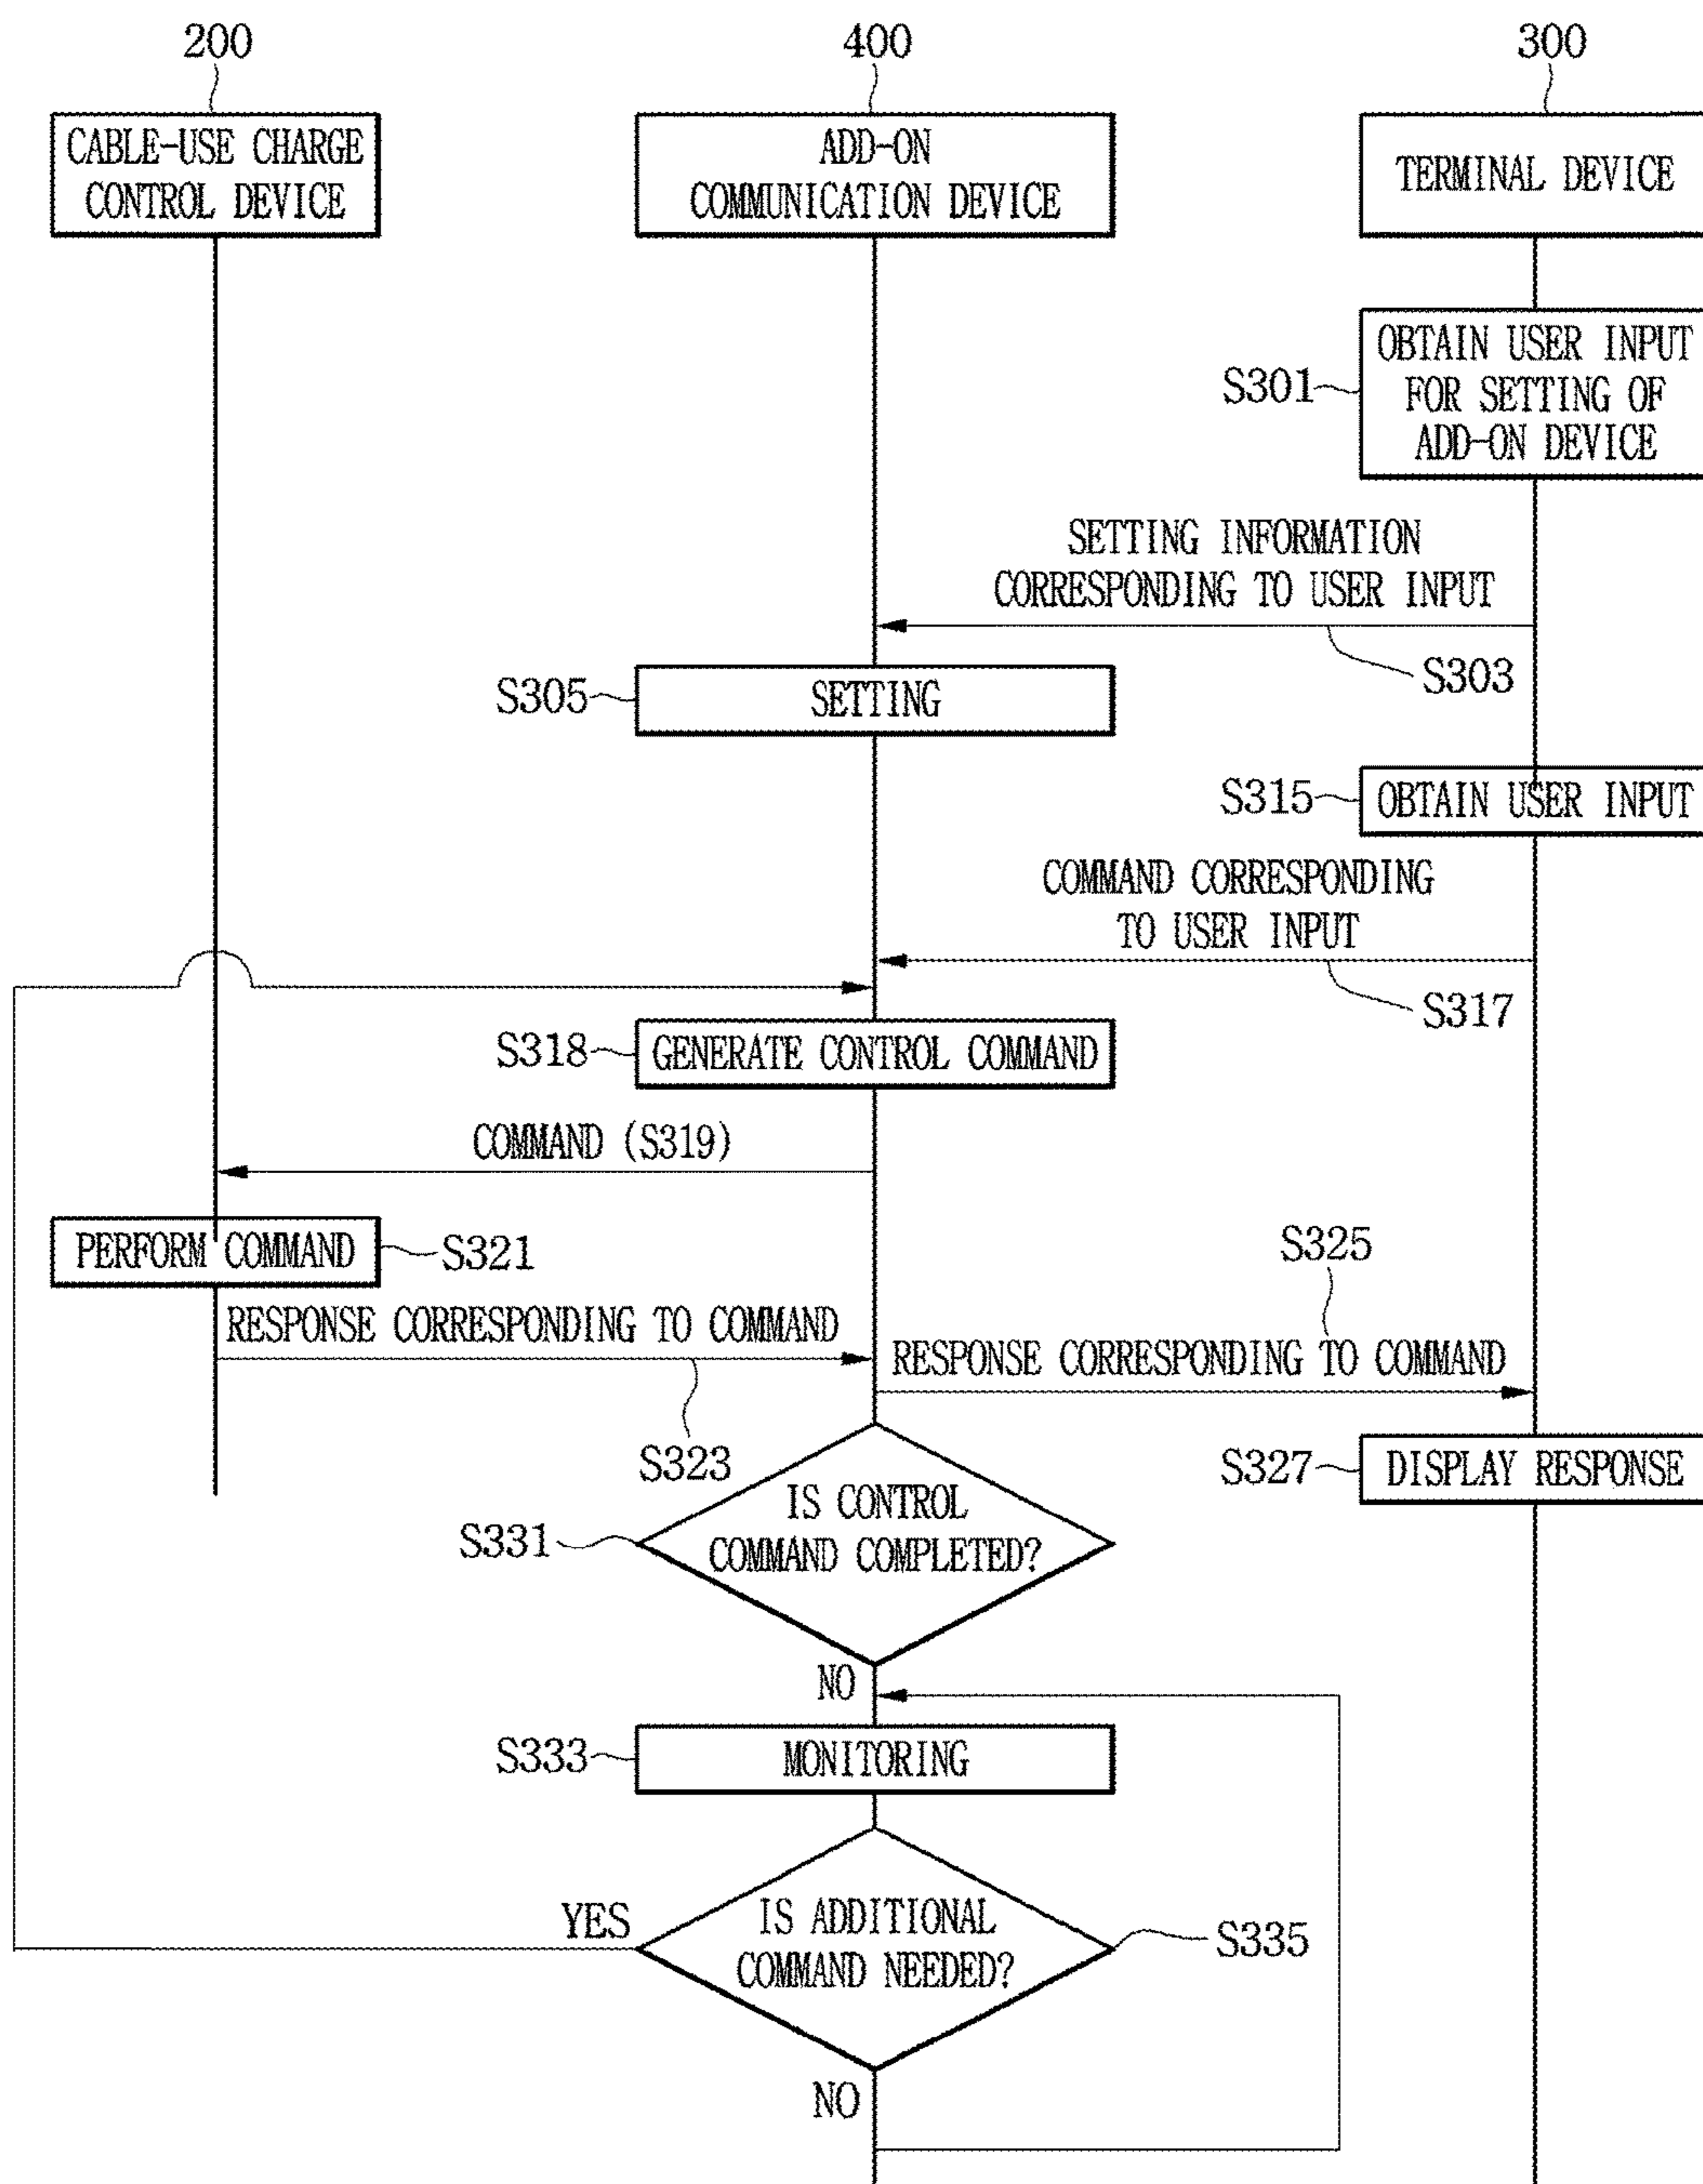 200
400
300
CABLE-USE CHARGE
CONTROL DEVICE
ADD-ON
COMMUNICATION DEVICE
TERMINAL DEVICE
S301
OBTAIN USER INPUT
FOR SETTING OF
ADD-ON DEVICE
SETTING INFORMATION
CORRESPONDING TO USER INPUT
S303
S305
SETTING
S315
OBTAIN USER INPUT
COMMAND CORRESPONDING
TO USER INPUT
S317
S318
GENERATE CONTROL COMMAND
COMMAND (S319)
PERFORM COMMAND
S321
S325
RESPONSE CORRESPONDING TO COMMAND
RESPONSE CORRESPONDING TO COMMAND
S323
S327
DISPLAY RESPONSE
S331
IS CONTROL
COMMAND COMPLETED?
NO
S333
MONITORING
YES
IS ADDITIONAL
COMMAND NEEDED?
S335
NO